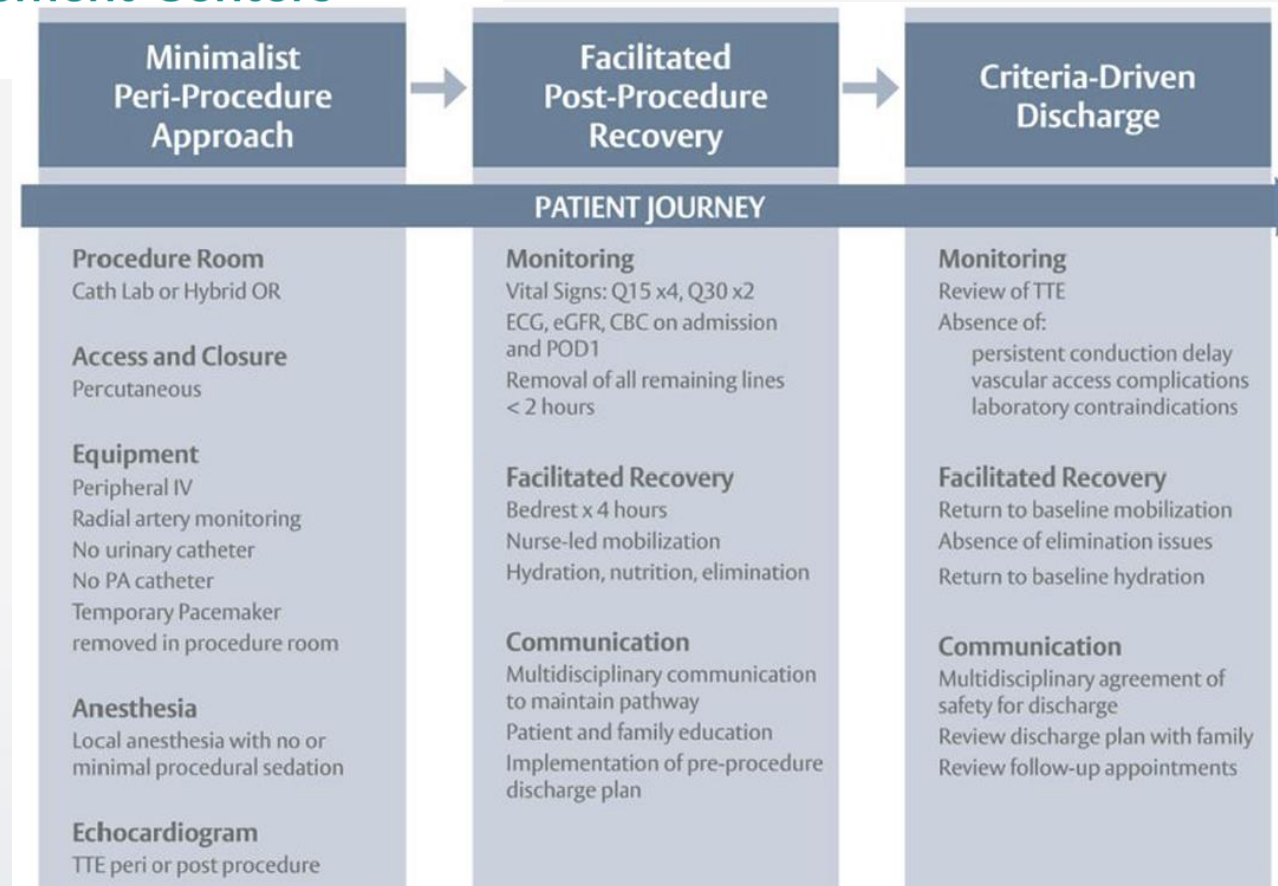 Centers
Minimalist
Peri-Procedure
Approach
Facilitated
Post-Procedure
Recovery
Criteria-Driven
Discharge
PATIENT JOURNEY
Procedure Room
Cath Lab or Hybrid OR
Access and Closure
Percutaneous
Equipment
Peripheral IV
Radial artery monitoring
No urinary catheter
No PA catheter
Temporary Pacemaker
removed in procedure room
Anesthesia
Local anesthesia with no or
minimal procedural sedation
Echocardiogram
TTE peri or post procedure
Monitoring
Vital Signs: Q15 x4, Q30 x2
ECG, eGFR, CBC on admission
and POD1
Removal of all remaining lines
< 2 hours
Facilitated Recovery
Bedrest x 4 hours
Nurse-led mobilization
Hydration, nutrition, elimination
Communication
Multidisciplinary communication
to maintain pathway
Patient and family education
Implementation of pre-procedure
discharge plan
Monitoring
Review of TTE
Absence of:
persistent conduction delay
vascular access complications
laboratory contraindications
Facilitated Recovery
Return to baseline mobilization
Absence of elimination issues
Return to baseline hydration
Communication
Multidisciplinary agreement of
safety for discharge
Review discharge plan with family
Review follow-up appointments